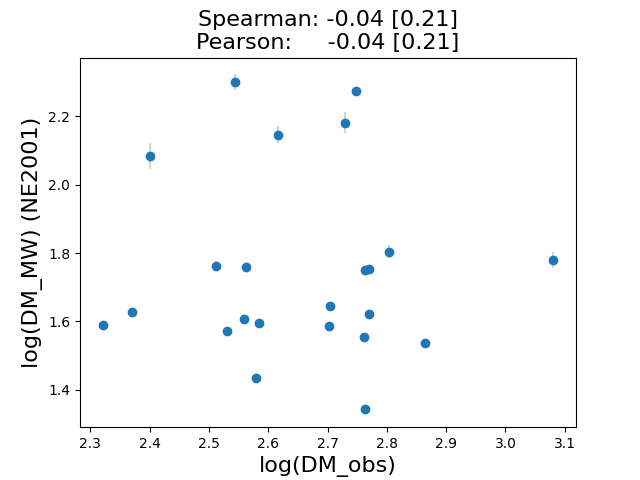 Spearman: -0.04 [0.21]
Pearson: -0.04 [0.21]
log(DM_MW) (NE2001)
2.2
2.0
1.8
1.6
1.4
2.3 2.4 2.5 2.6 2.7 2.8 2.9 3.0 3.1
log(DM_obs)